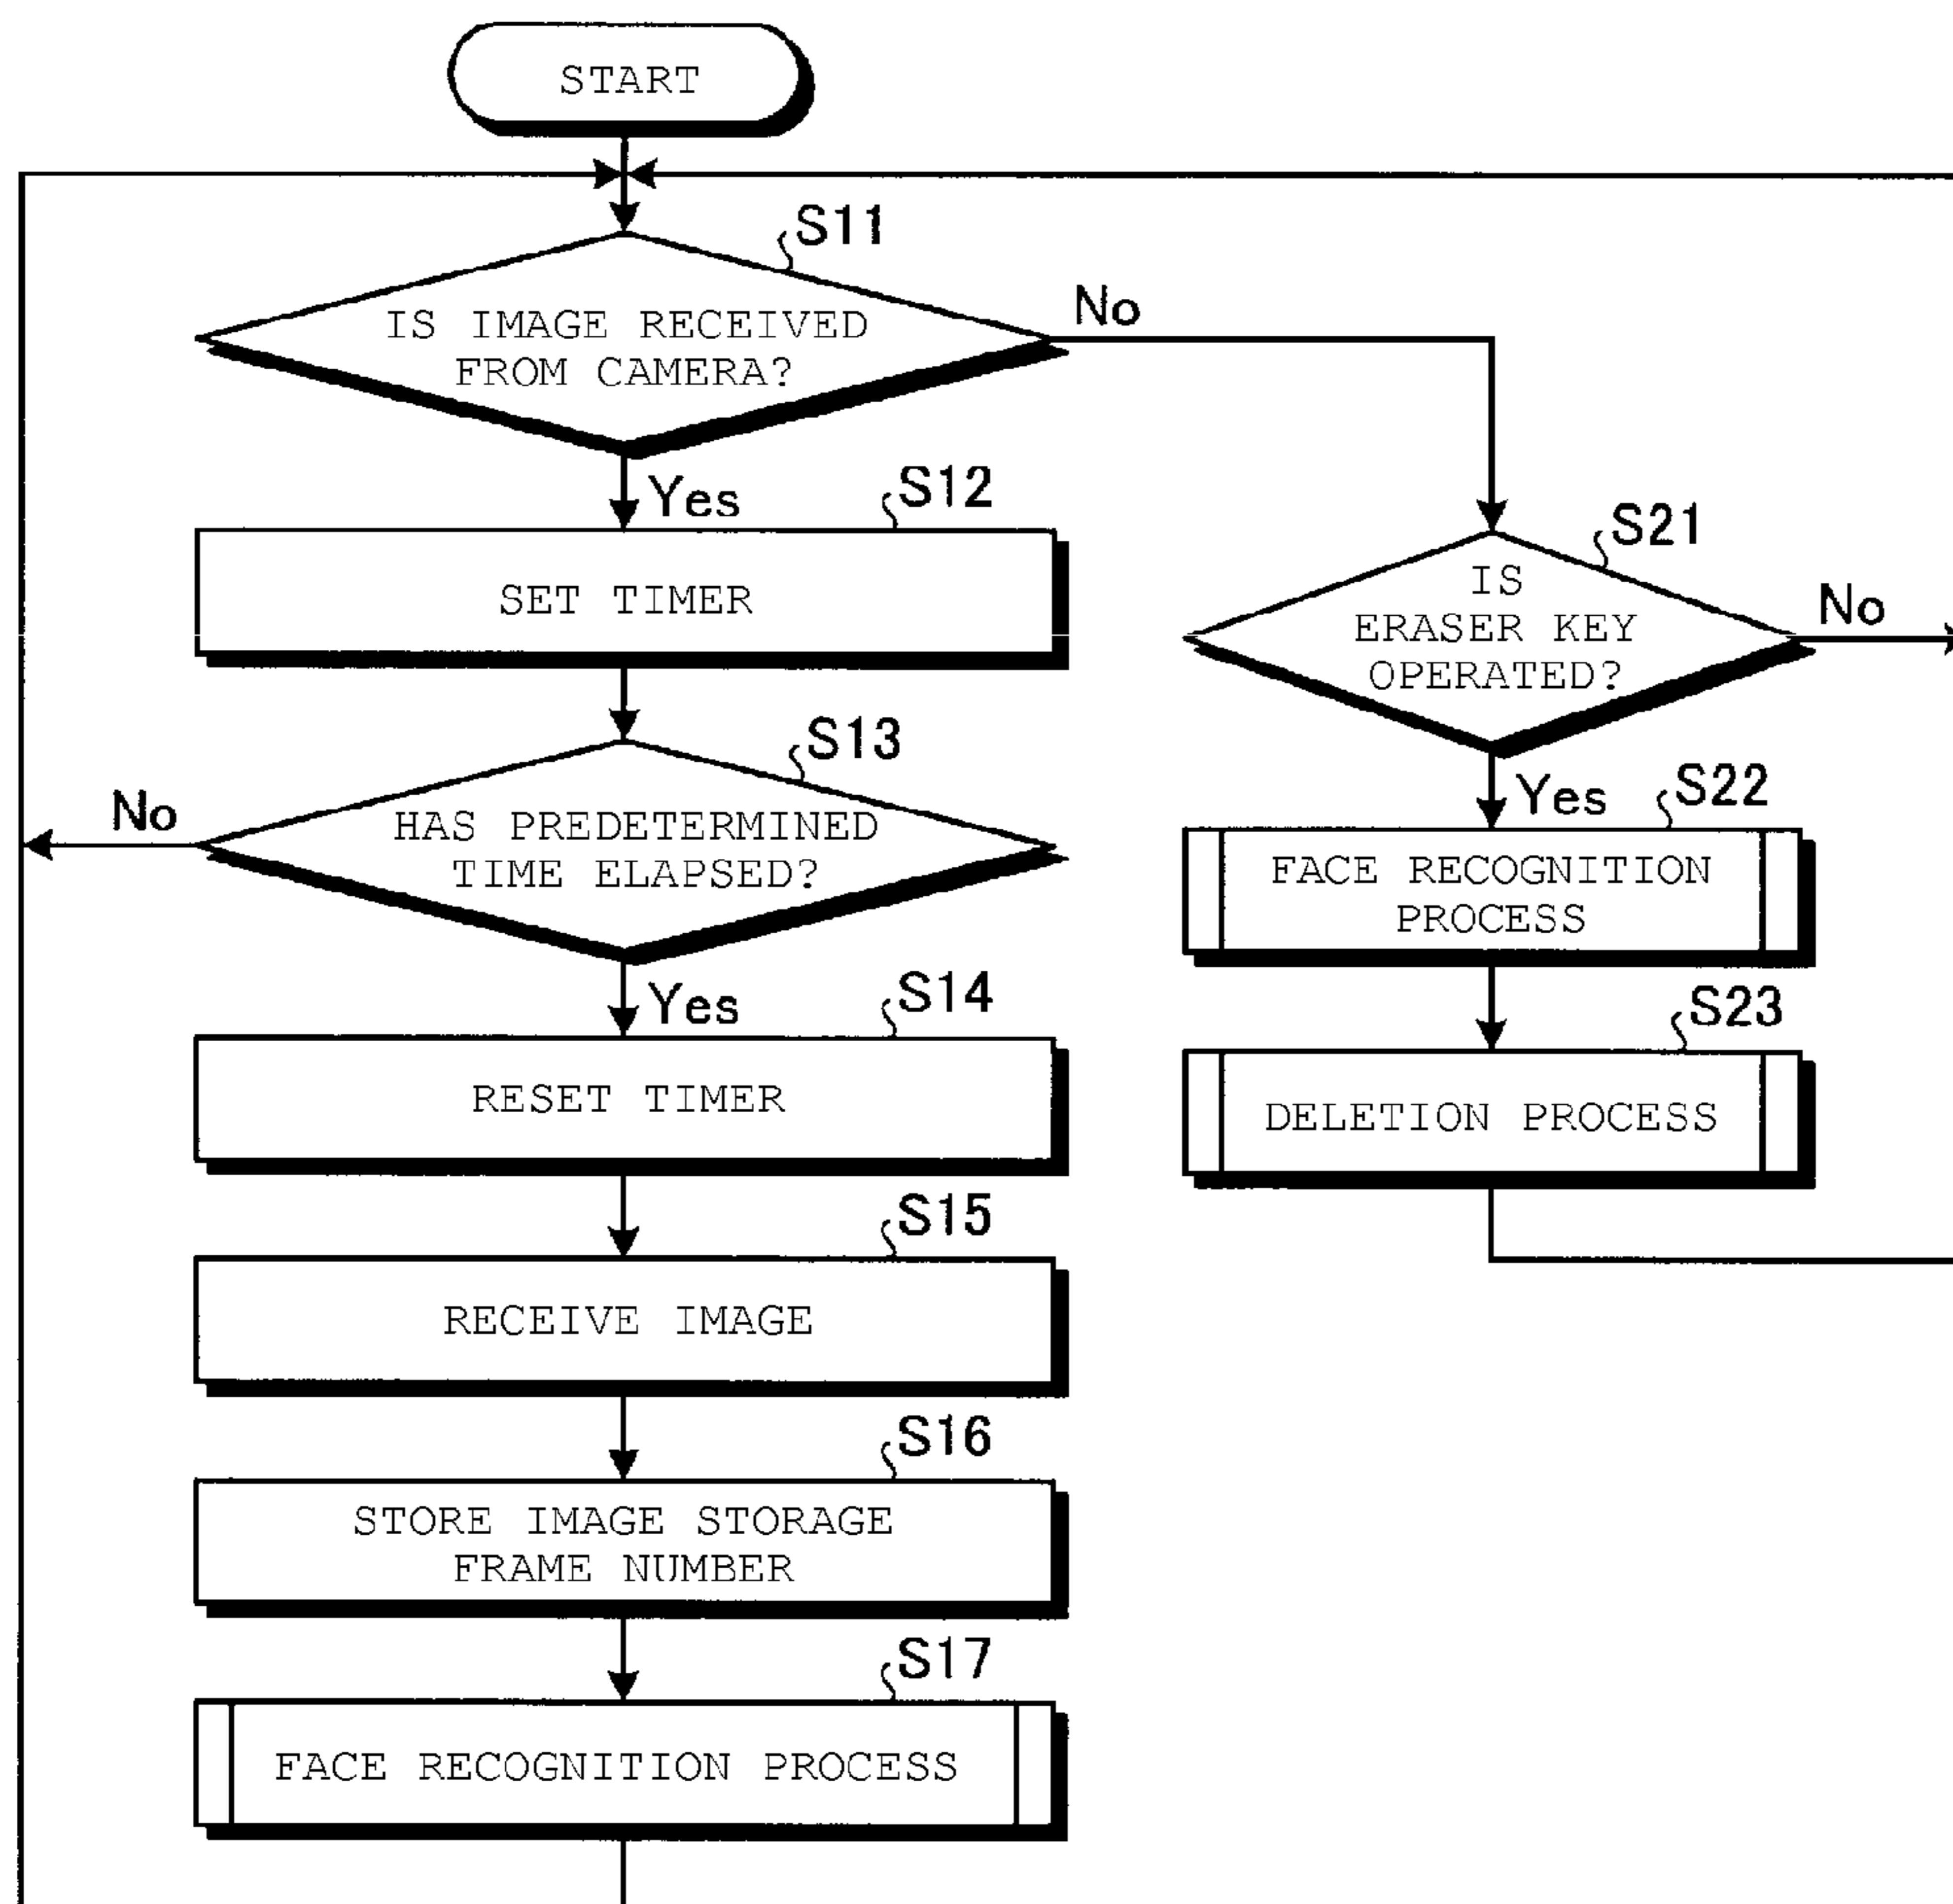 START
S11
IS IMAGE RECEIVED
FROM CAMERA?
No
Yes
S12
SET TIMER
S13
HAS PREDETERMINED
TIME ELAPSED?
No
Yes
S14
RESET TIMER
S15
RECEIVE IMAGE
S16
STORE IMAGE STORAGE
FRAME NUMBER
S17
FACE RECOGNITION PROCESS
S21
IS
ERASER KEY
OPERATED?
No
Yes
S22
FACE RECOGNITION
PROCESS
S23
DELETION PROCESS